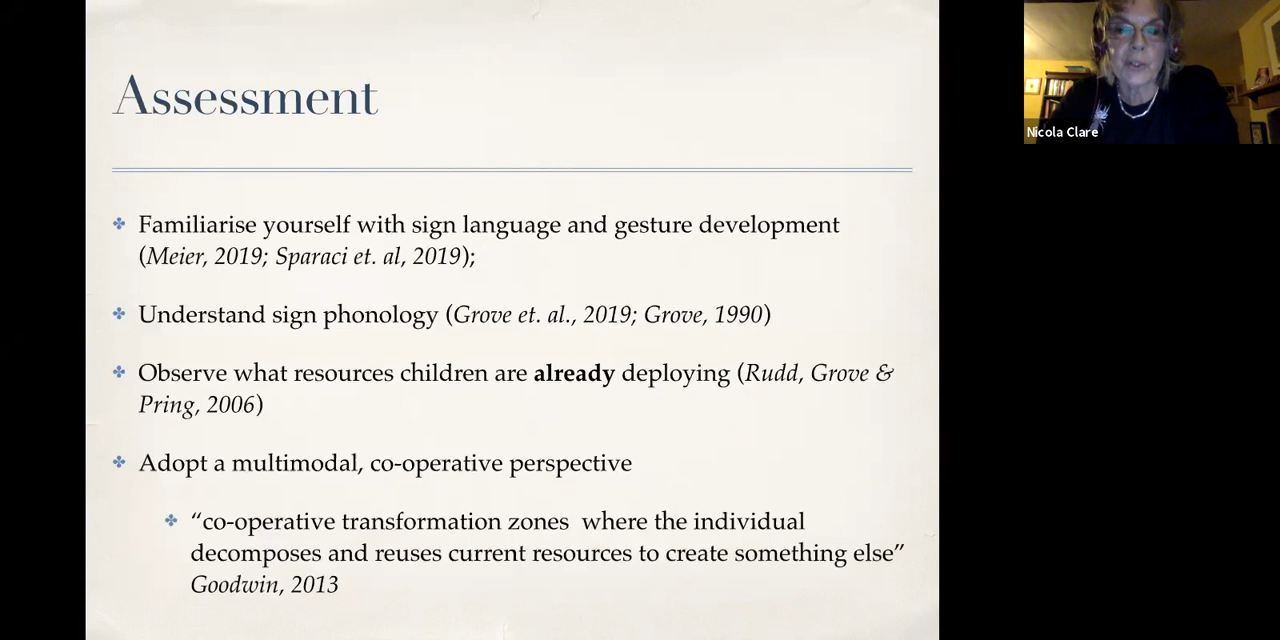 Assessment
Familiarise yourself with sign language and gesture development
(Meier, 2019; Sparaci et. al, 2019);
Understand sign phonology (Grove et. al., 2019; Grove, 1990)
Observe what resources children are already deploying (Rudd, Grove &
Pring, 2006)
Adopt a multimodal, co-operative perspective
“co-operative transformation zones  where the individual
decomposes and reuses current resources to create something else”
Goodwin, 2013
Nicola Clare